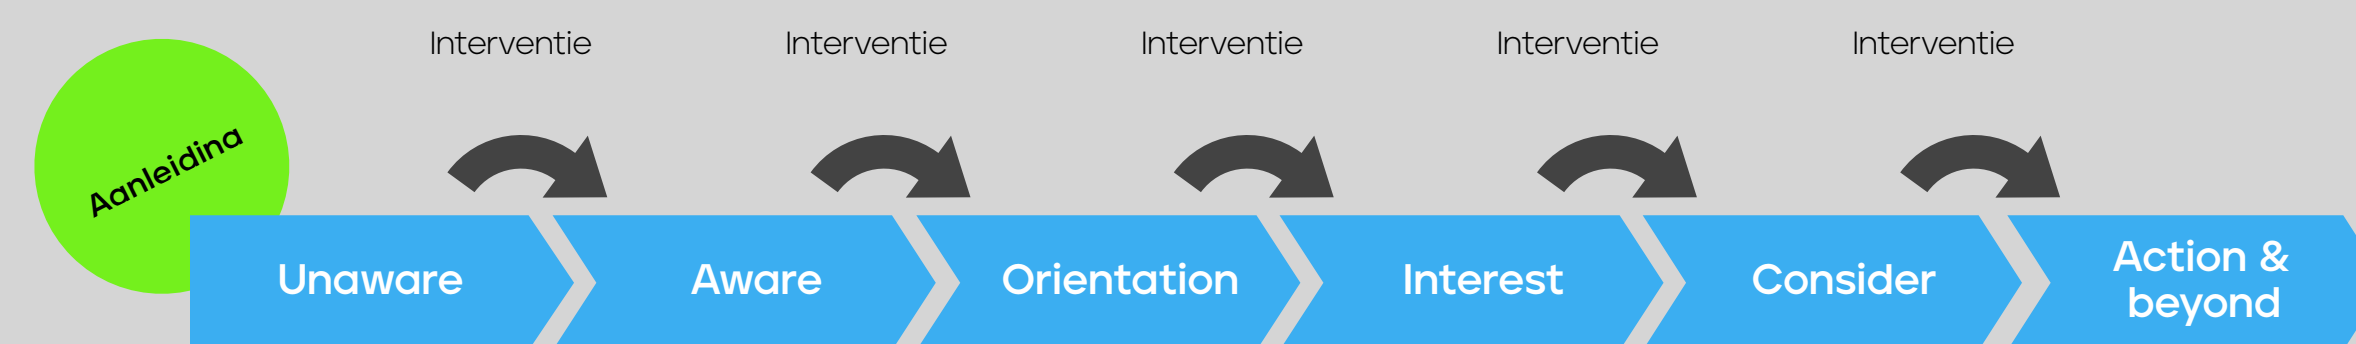 Interventie
Interventie
Interventie
Interventie
Interventie
Aanleiding
Unaware
Aware
Orientation
Interest
Consider
Action &
beyond